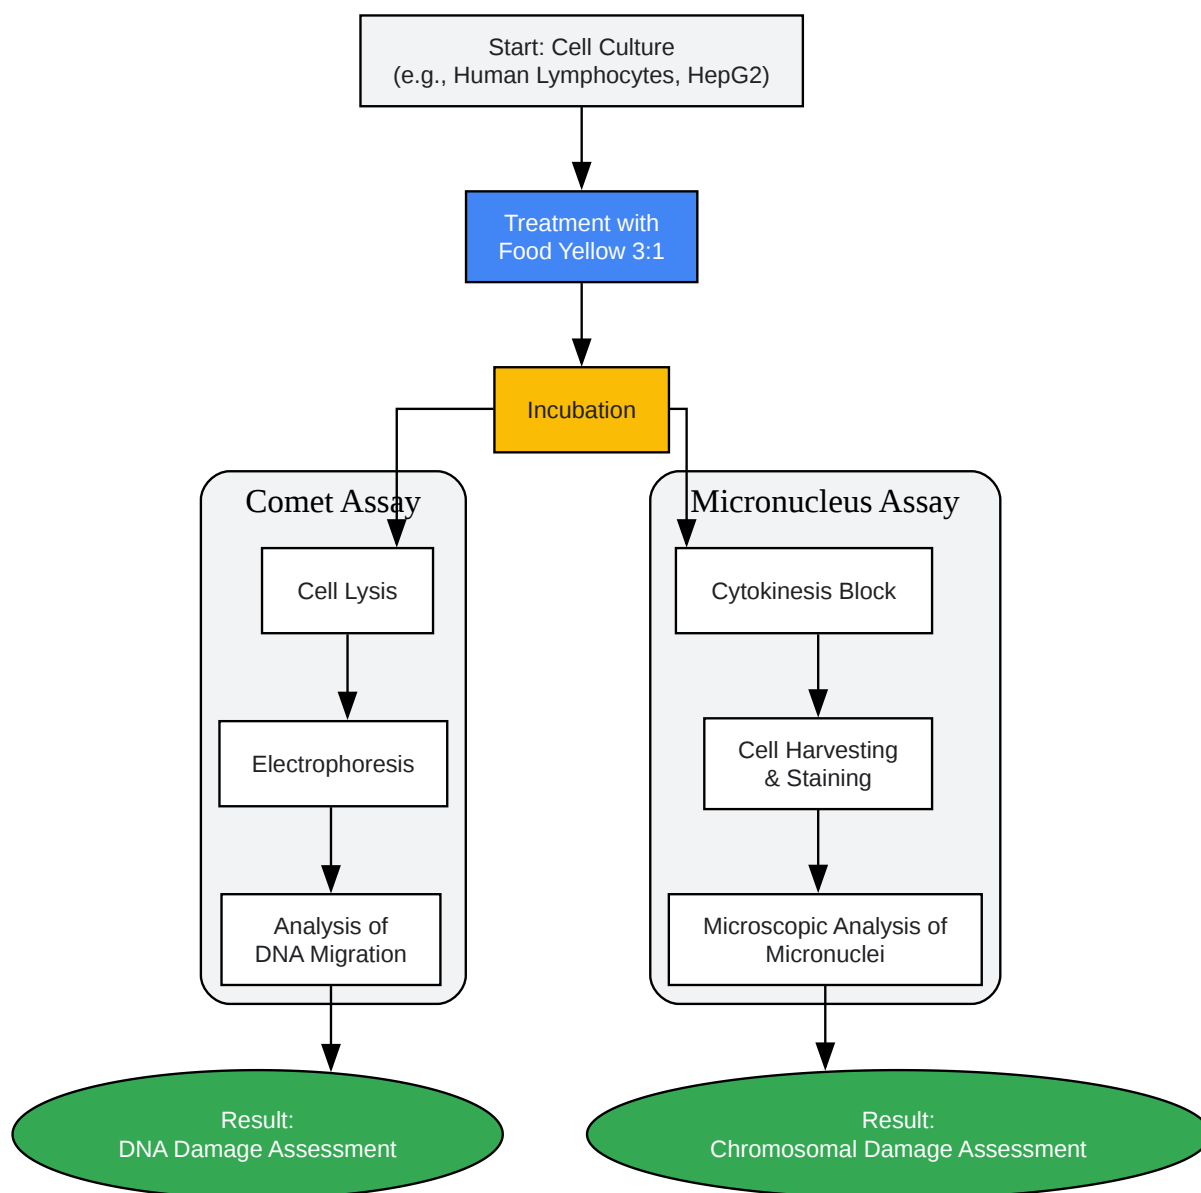 Start: Cell Culture
(e.g., Human Lymphocytes, HepG2)
Treatment with
Food Yellow 3:1
Incubation
Comet Assay
Cell Lysis
Electrophoresis
Analysis of
DNA Migration
Result:
DNA Damage Assessment
Micronucleus Assay
Cytokinesis Block
Cell Harvesting
& Staining
Microscopic Analysis of
Micronuclei
Result:
Chromosomal Damage Assessment